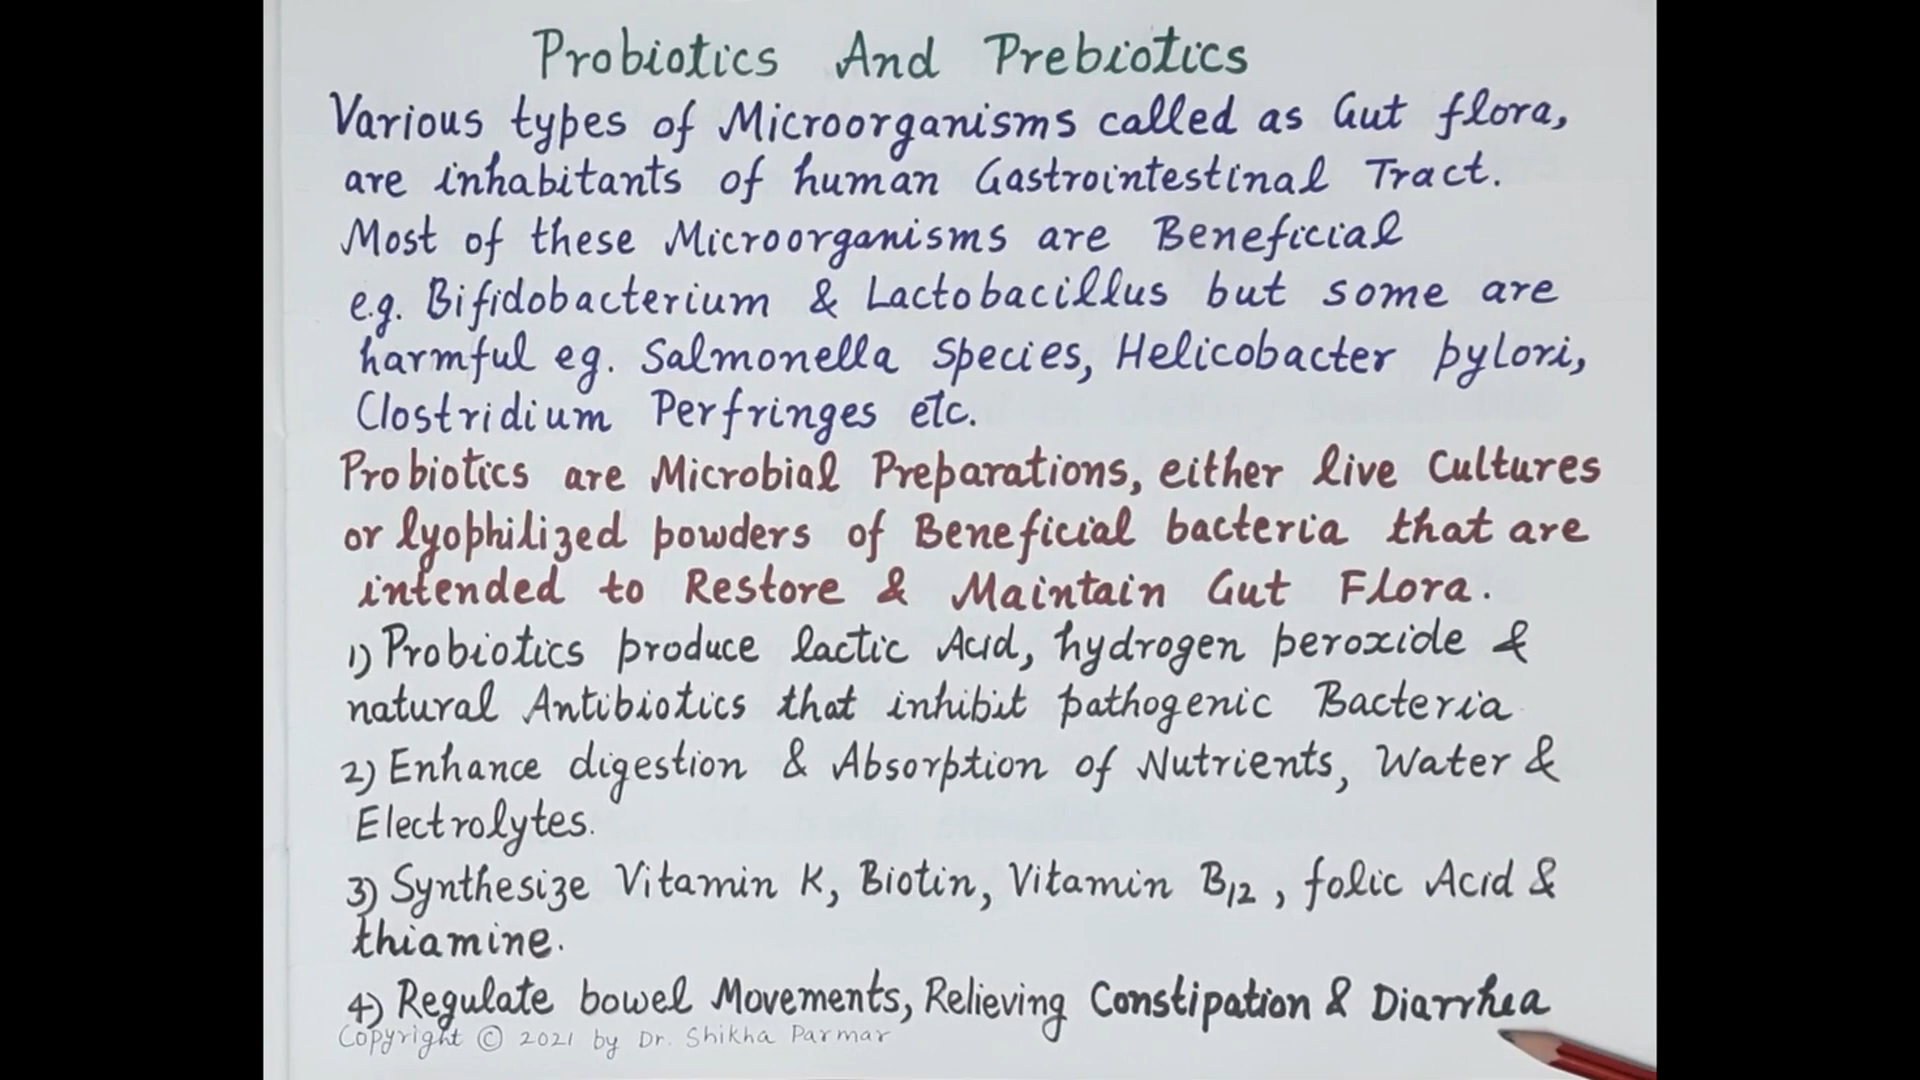 Probiotics And Prebiotics
Various types of Microorganisms called as Gut flora,
are inhabitants of human Gastrointestinal Tract.
Most of these Microorganisms are Beneficial
e.g. Bifidobacterium & Lactobacillus but some are
harmful eg. Salmonella Species, Helicobacter pylori,
Clostridium Perfringes etc.
Probiotics are Microbial Preparations, either live Cultures
or lyophilized powders of Beneficial bacteria that are
intended to Restore & Maintain Gut Flora.
1) Probiotics produce lactic Acid, hydrogen peroxide &
natural Antibiotics that inhibit pathogenic Bacteria
2) Enhance digestion & Absorption of Nutrients, Water &
Electrolytes.
3) Synthesize Vitamin K, Biotin, Vitamin B12, folic Acid &
thiamine.
4) Regulate bowel Movements, Relieving Constipation & Diarrhea
Copyright © 2021 by Dr. Shikha Parmar